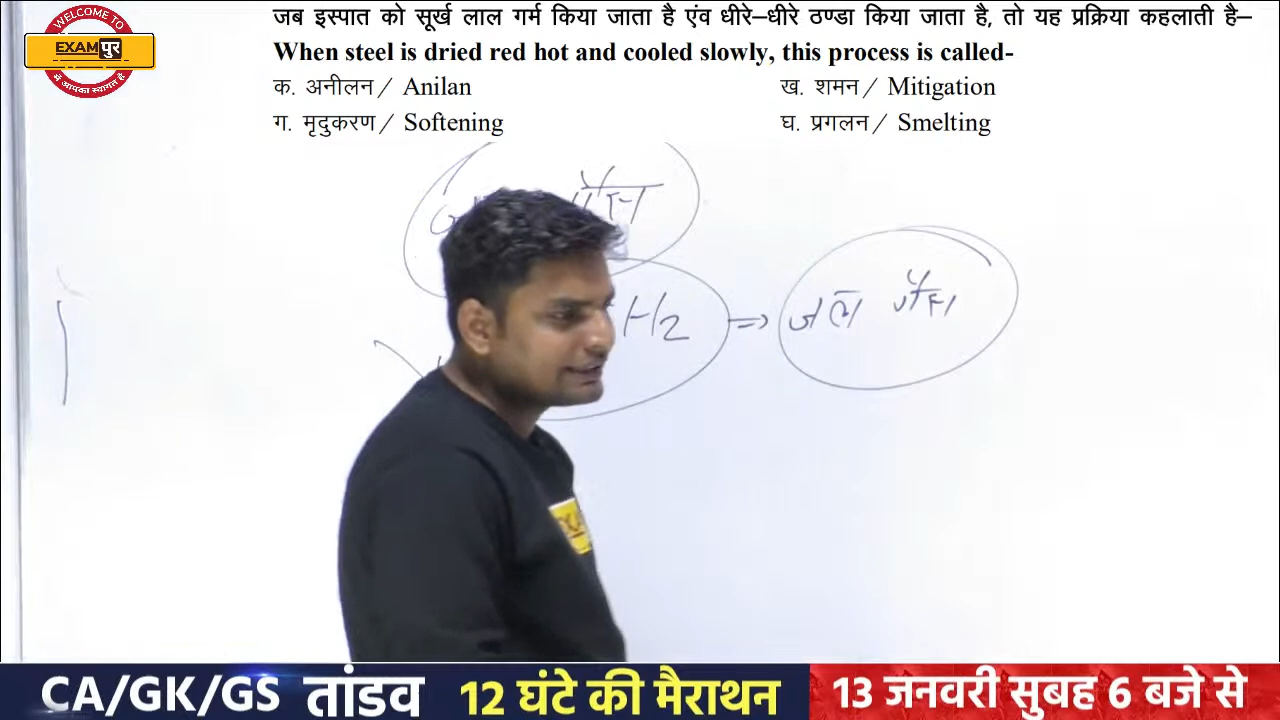 जब इस्पात को सूर्ख लाल गर्म किया जाता है एंव धीरे–धीरे ठण्डा किया जाता है, तो यह प्रक्रिया कहलाती है–
WELCOME TO
EXAMपुर
में आपका स्वागत है
When steel is dried red hot and cooled slowly, this process is called-
क. अनीलन / Anilan
ख. शमन / Mitigation
ग. मृदुकरण / Softening
घ. प्रगलन / Smelting
गैस
H2 ⇒ जल गैस
CA/GK/GS तांडव 12 घंटे की मैराथन 13 जनवरी सुबह 6 बजे से